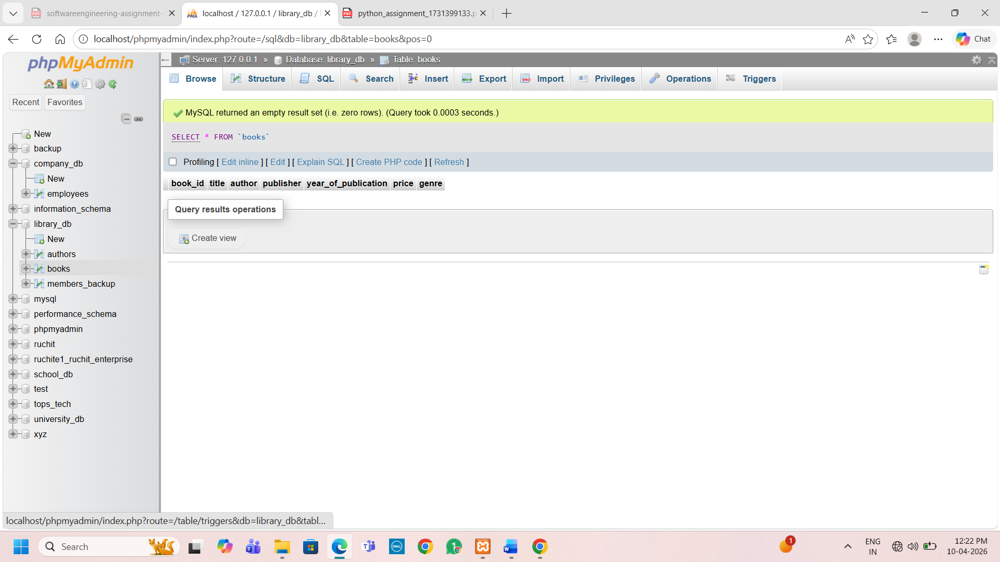 softwareengineering-assignment-
localhost / 127.0.0.1 / library_db /
python_assignment_1731399133.p
localhost/phpmyadmin/index.php?route=/sql&db=library_db&table=books&pos=0
Chat
phpMyAdmin
Recent
Favorites
New
backup
company_db
New
employees
information_schema
library_db
New
authors
books
members_backup
mysql
performance_schema
phpmyadmin
ruchit
ruchite1_ruchit_enterprise
school_db
test
tops_tech
university_db
xyz
Server: 127.0.0.1 » Database: library_db » Table: books
Browse Structure SQL Search Insert Export Import Privileges Operations Triggers
MySQL returned an empty result set (i.e. zero rows). (Query took 0.0003 seconds.)
SELECT * FROM `books`
Profiling [ Edit inline ] [ Edit ] [ Explain SQL ] [ Create PHP code ] [ Refresh ]
book_id title author publisher year_of_publication price genre
Query results operations
Create view
localhost/phpmyadmin/index.php?route=/table/triggers&db=library_db&tabl...
Search
DELL
1
ENG
IN
12:22 PM
10-04-2026